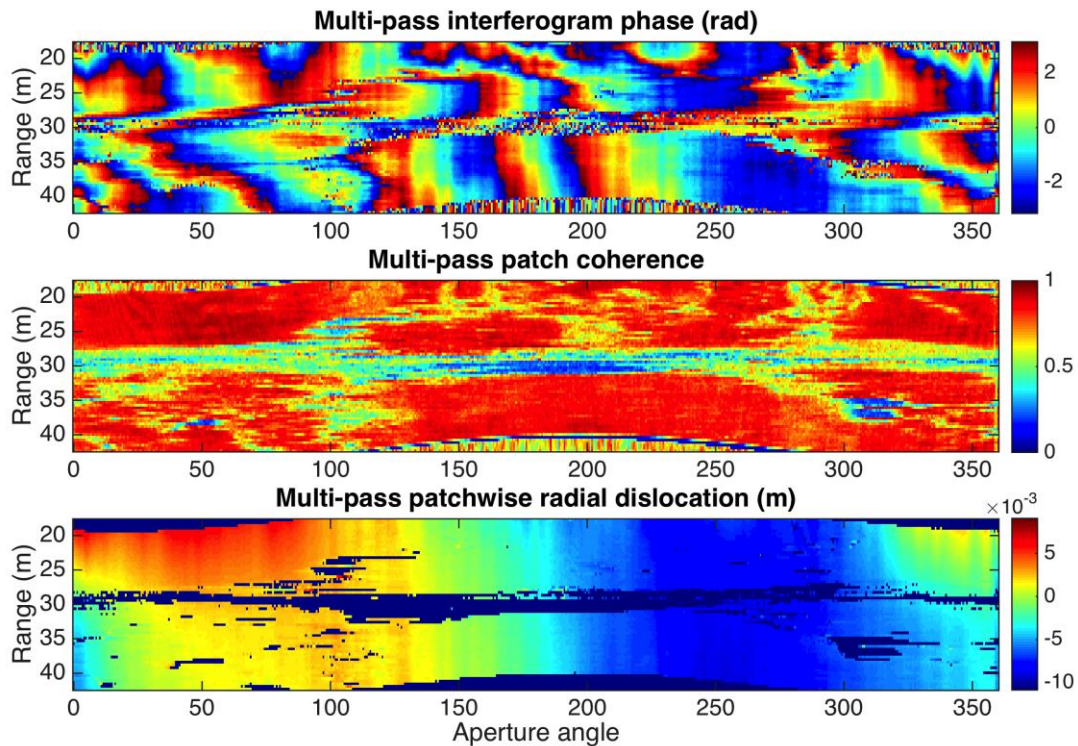 Multi-pass interferogram phase (rad)
Range (m)
20
25
30
35
40
0 50 100 150 200 250 300 350
2
0
-2
Multi-pass patch coherence
Range (m)
20
25
30
35
40
0 50 100 150 200 250 300 350
1
0.5
0
Multi-pass patchwise radial dislocation (m)
×10-3
Range (m)
20
25
30
35
40
0 50 100 150 200 250 300 350
5
0
-5
-10
Aperture angle